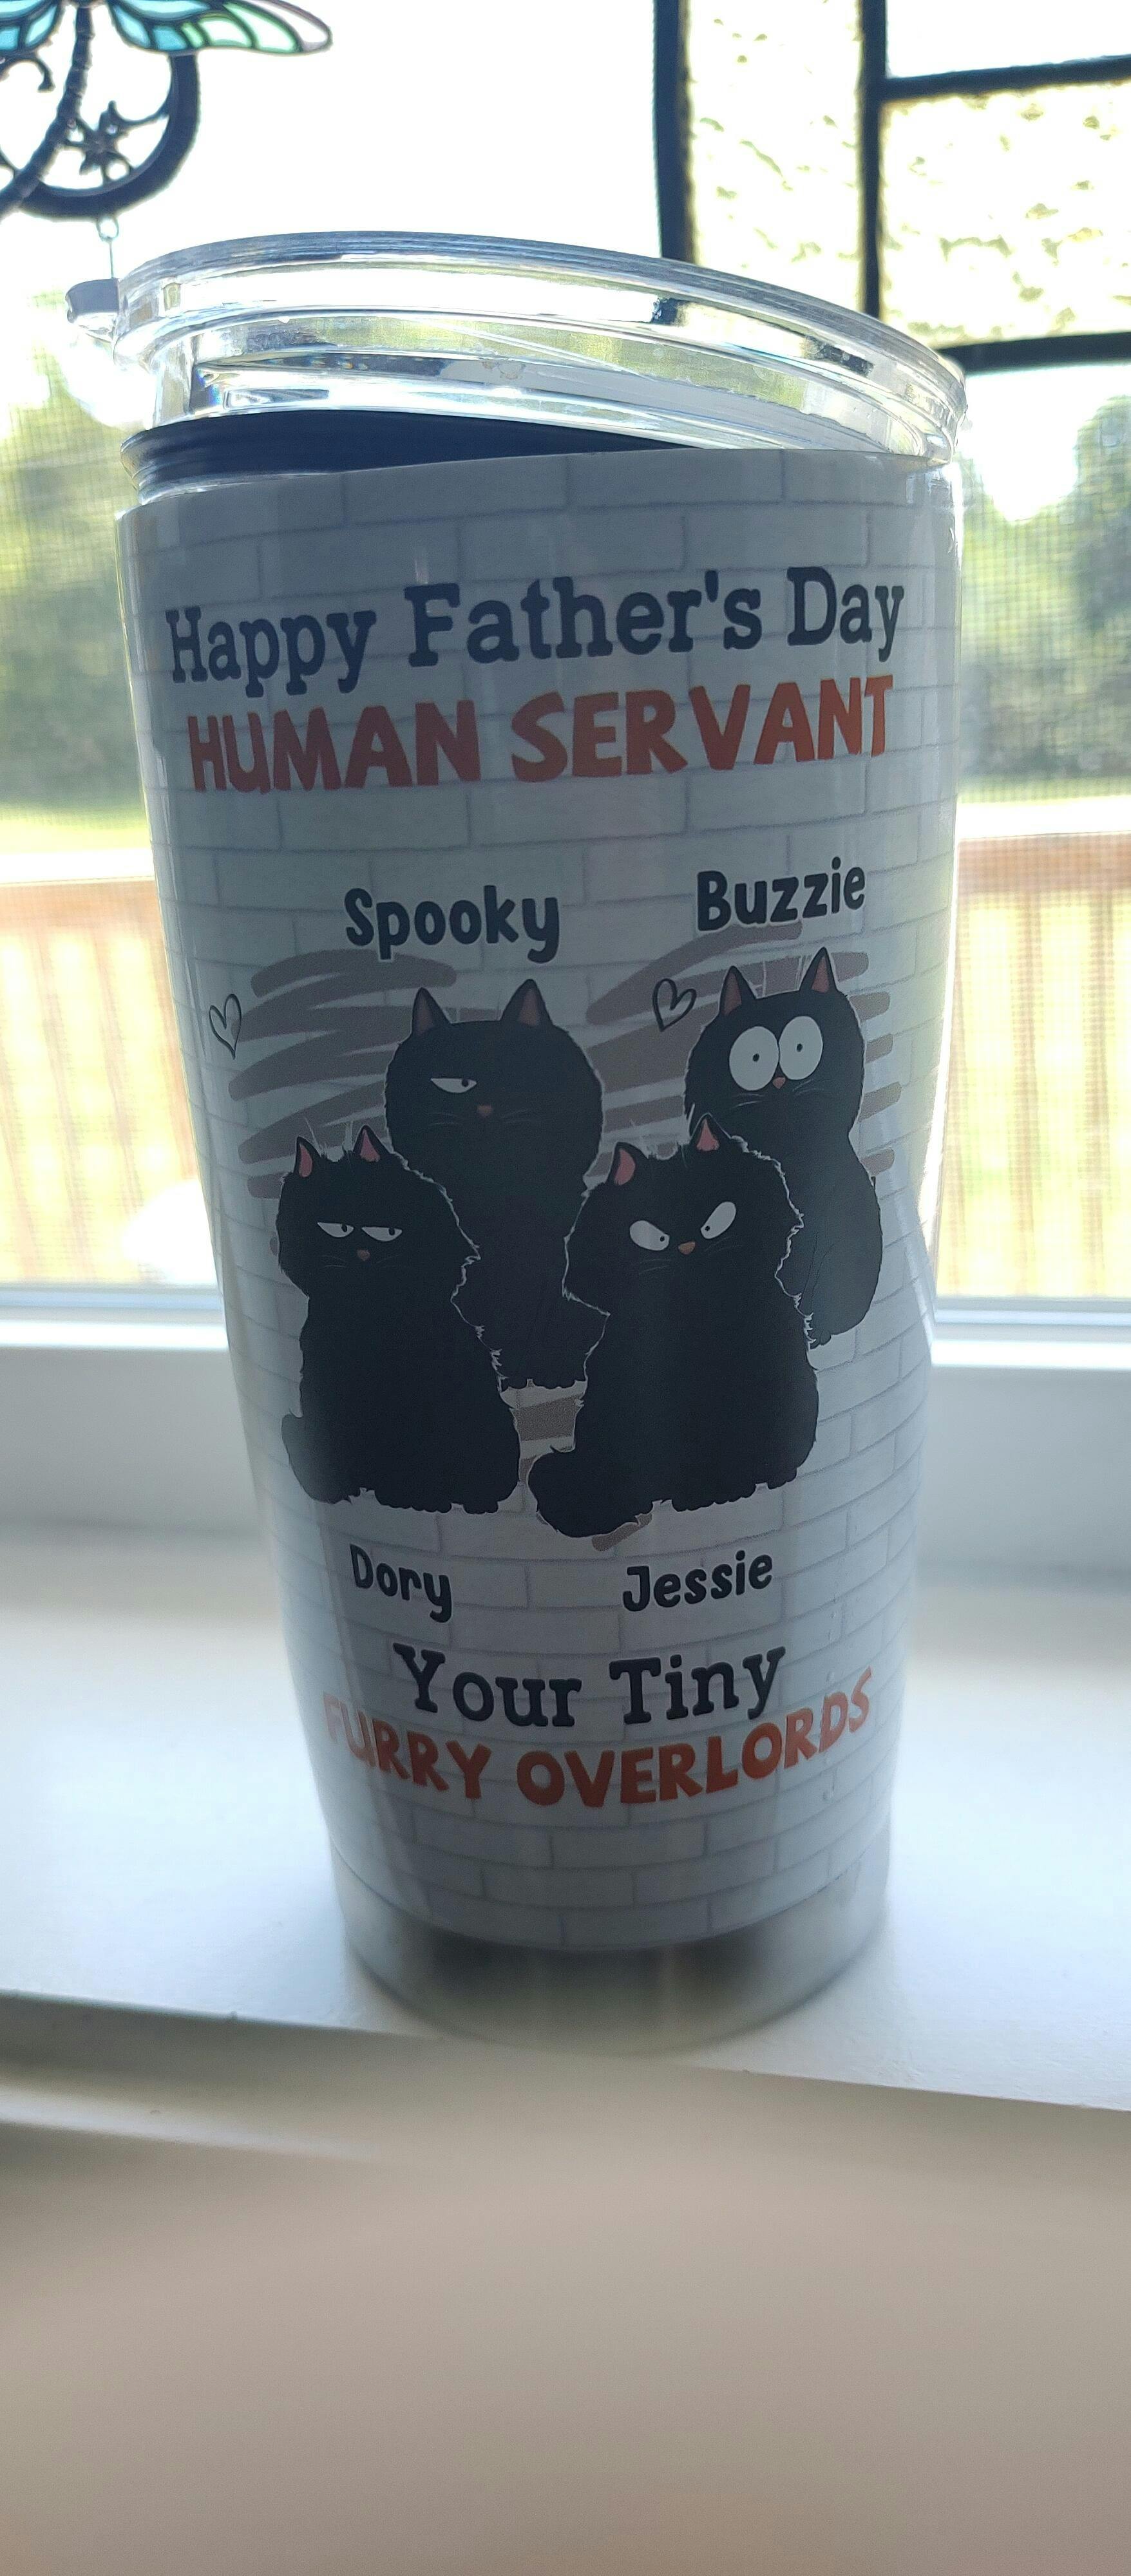 Happy Father's Day
HUMAN SERVANT
Spooky Buzzie
Dory Jessie
Your Tiny
FURRY OVERLORDS